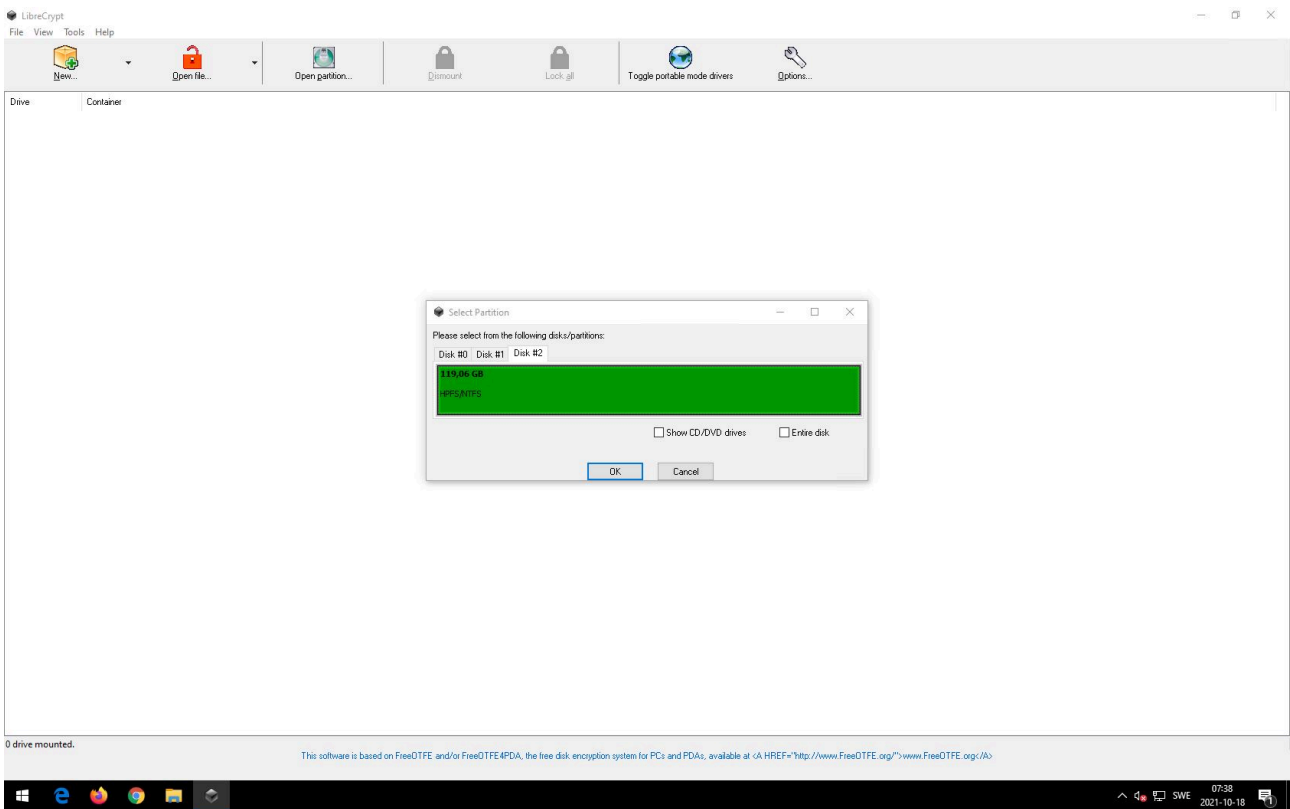 LibreCrypt
File View Tools Help
New... Open file... Open partition... Dismount Lock all Toggle portable mode drivers Options...
Drive Container
Select Partition
Please select from the following disks/partitions:
Disk #0 Disk #1 Disk #2
119,06 GB
HPFS/NTFS
Show CD/DVD drives Entire disk
OK Cancel
0 drive mounted.
This software is based on FreeOTFE and/or FreeOTFE4PDA, the free disk encryption system for PCs and PDAs, available at <A HREF="http://www.FreeOTFE.org/">www.FreeOTFE.org</A>
SWE 07:38
2021-10-18